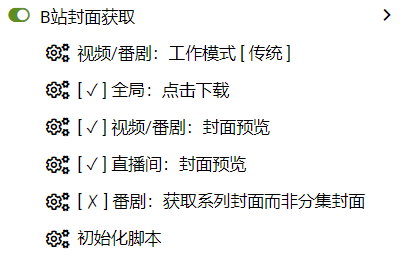 B站封面获取
视频/番剧：工作模式 [ 传统 ]
[ ✓ ] 全局：点击下载
[ ✓ ] 视频/番剧：封面预览
[ ✓ ] 直播间：封面预览
[ ✗ ] 番剧：获取系列封面而非分集封面
初始化脚本